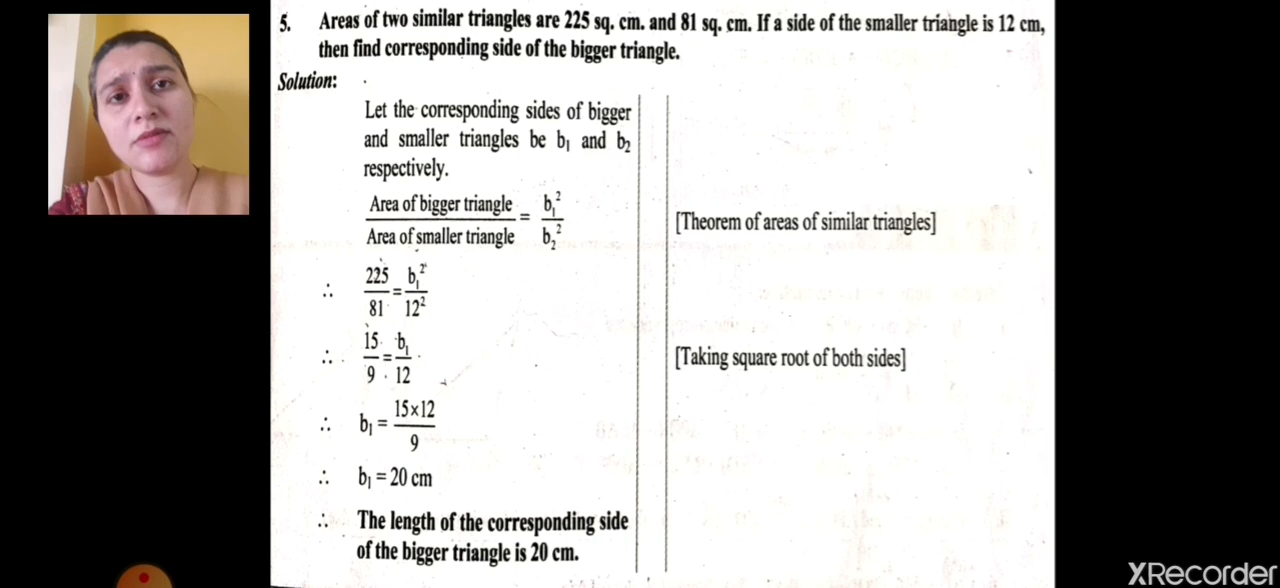 5. Areas of two similar triangles are 225 sq. cm. and 81 sq. cm. If a side of the smaller triangle is 12 cm,
then find corresponding side of the bigger triangle.
Solution:
Let the corresponding sides of bigger
and smaller triangles be b₁ and b₂
respectively.
Area of bigger triangle / Area of smaller triangle = b₁² / b₂² [Theorem of areas of similar triangles]
∴ 225 / 81 = b₁² / 12²
∴ 15 / 9 = b₁ / 12 [Taking square root of both sides]
∴ b₁ = 15×12 / 9
∴ b₁ = 20 cm
∴ The length of the corresponding side
of the bigger triangle is 20 cm.
XRecorder